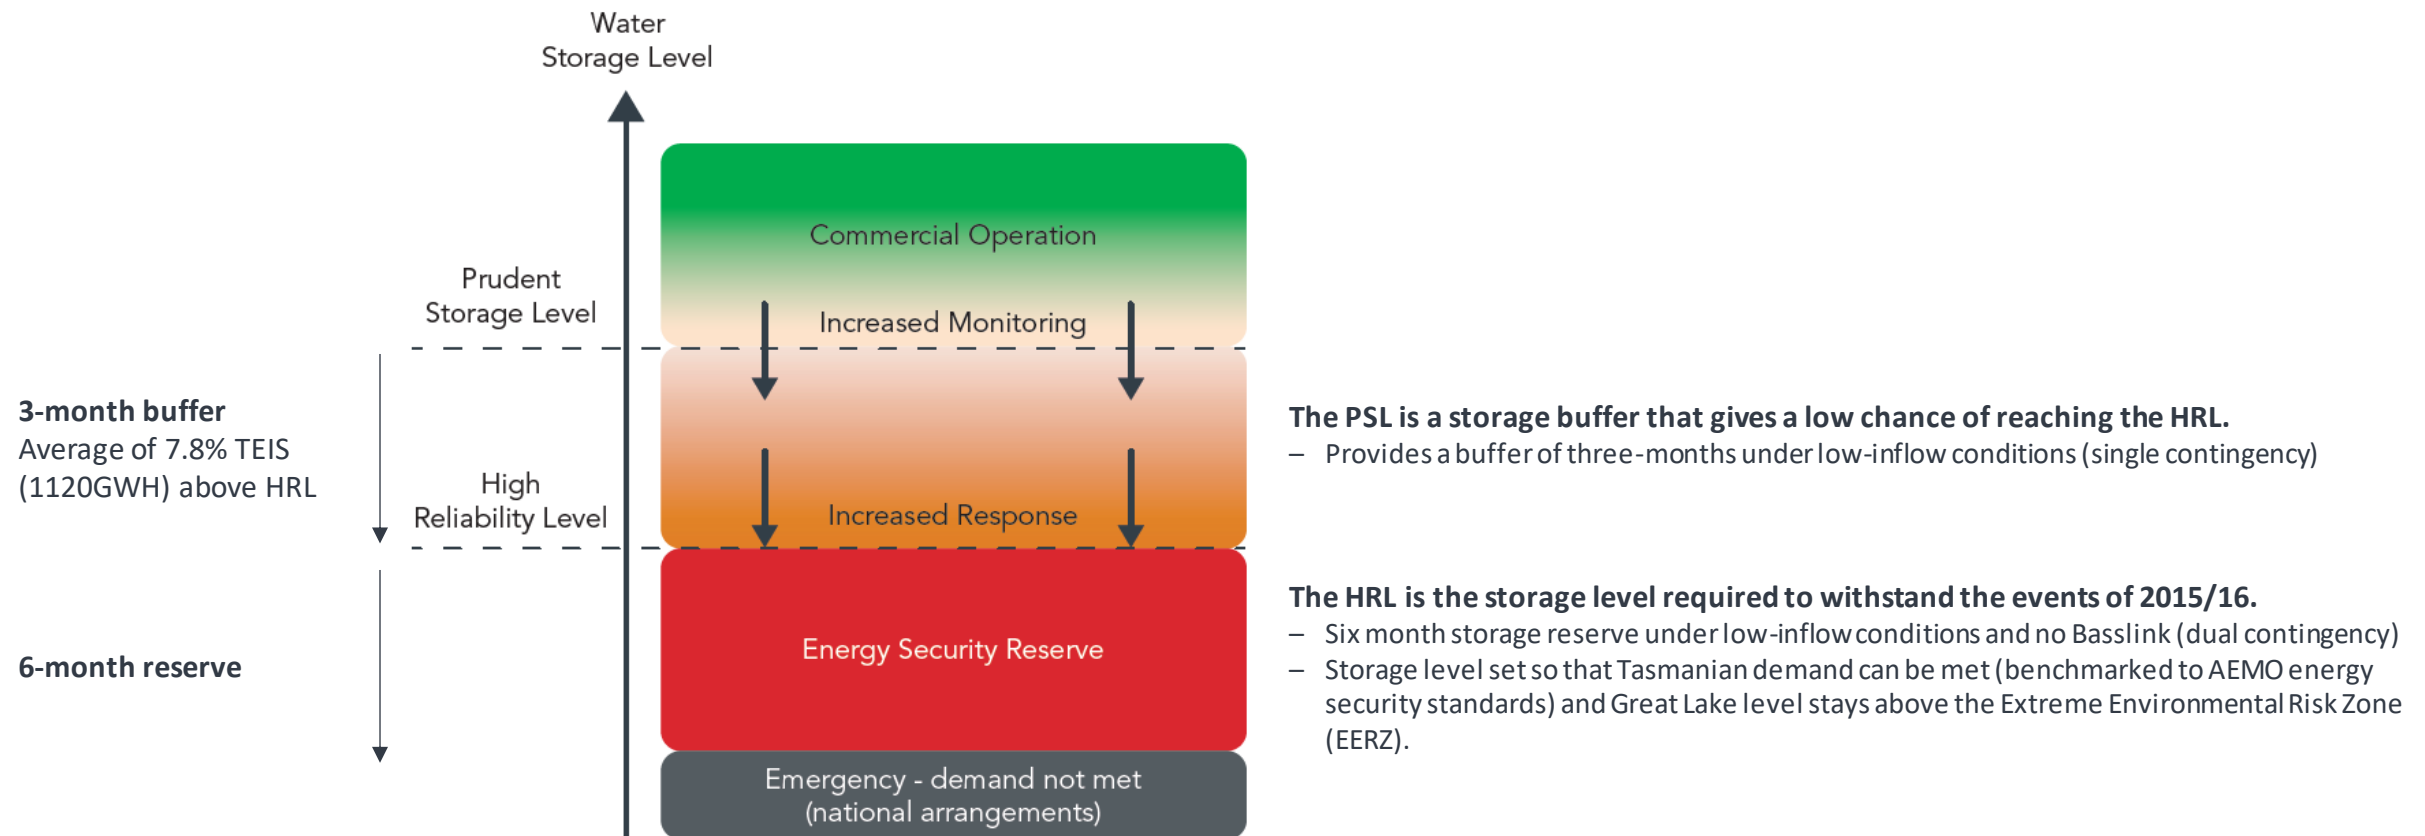 Water
Storage Level
Commercial Operation
Prudent
Storage Level
Increased Monitoring
3-month buffer
Average of 7.8% TEIS
(1120GWH) above HRL
High
Reliability Level
Increased Response
The PSL is a storage buffer that gives a low chance of reaching the HRL.
– Provides a buffer of three-months under low-inflow conditions (single contingency)
6-month reserve
Energy Security Reserve
The HRL is the storage level required to withstand the events of 2015/16.
– Six month storage reserve under low-inflow conditions and no Basslink (dual contingency)
– Storage level set so that Tasmanian demand can be met (benchmarked to AEMO energy
security standards) and Great Lake level stays above the Extreme Environmental Risk Zone
(EERZ).
Emergency - demand not met
(national arrangements)